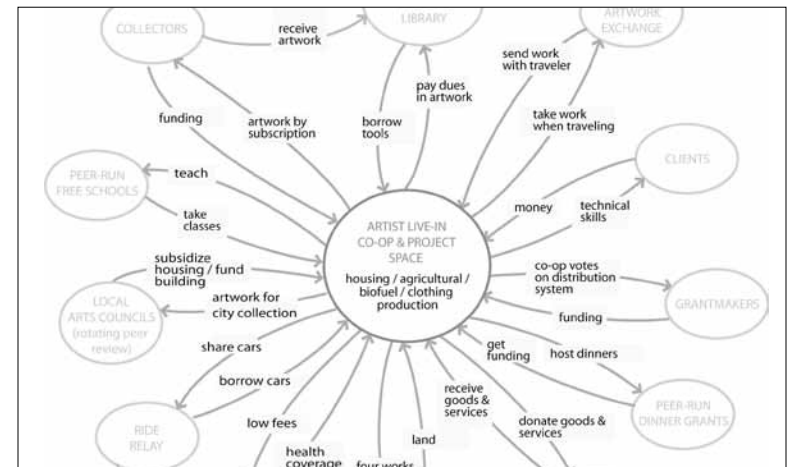 COLLECTORS
receive
artwork
LIBRARY
ARTWORK
EXCHANGE
send work
with traveler
pay dues
in artwork
funding
artwork by
subscription
borrow
tools
take work
when traveling
PEER-RUN
FREE SCHOOLS
teach
take
classes
CLIENTS
money
technical
skills
ARTIST LIVE-IN
CO-OP & PROJECT
SPACE
housing / agricultural /
biofuel / clothing
production
subsidize
housing / fund
building
co-op votes
on distribution
system
LOCAL
ARTS COUNCILS
(rotating peer
review)
artwork for
city collection
GRANTMAKERS
funding
share cars
get
funding
host dinners
borrow cars
receive
goods &
services
PEER-RUN
DINNER GRANTS
RIDE
RELAY
low fees
donate goods &
services
land
health
coverage
four works